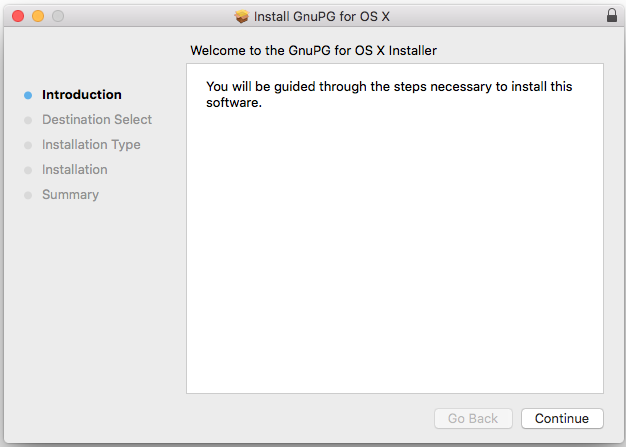 Install GnuPG for OS X
Welcome to the GnuPG for OS X Installer
Introduction
Destination Select
Installation Type
Installation
Summary
You will be guided through the steps necessary to install this
software.
Go Back
Continue